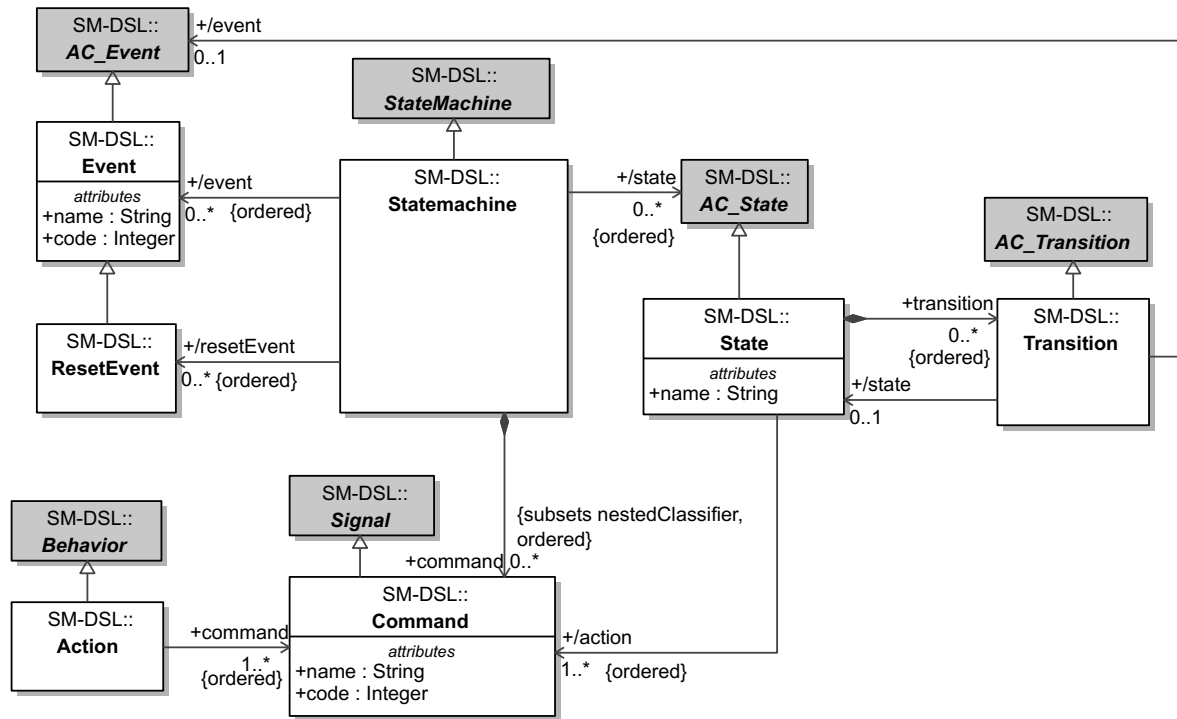 SM-DSL::
AC_Event
+/event
0..1
SM-DSL::
StateMachine
SM-DSL::
Event
attributes
+name : String
+code : Integer
+/event
0..*
{ordered}
SM-DSL::
Statemachine
+/state
0..*
{ordered}
SM-DSL::
AC_State
SM-DSL::
AC_Transition
SM-DSL::
ResetEvent
+/resetEvent
0..*
{ordered}
SM-DSL::
State
attributes
+name : String
+transition
0..*
{ordered}
+/state
0..1
SM-DSL::
Transition
SM-DSL::
Behavior
SM-DSL::
Signal
{subsets nestedClassifier,
ordered}
+command
0..*
SM-DSL::
Action
+command
1..*
{ordered}
SM-DSL::
Command
attributes
+name : String
+code : Integer
+/action
1..*
{ordered}